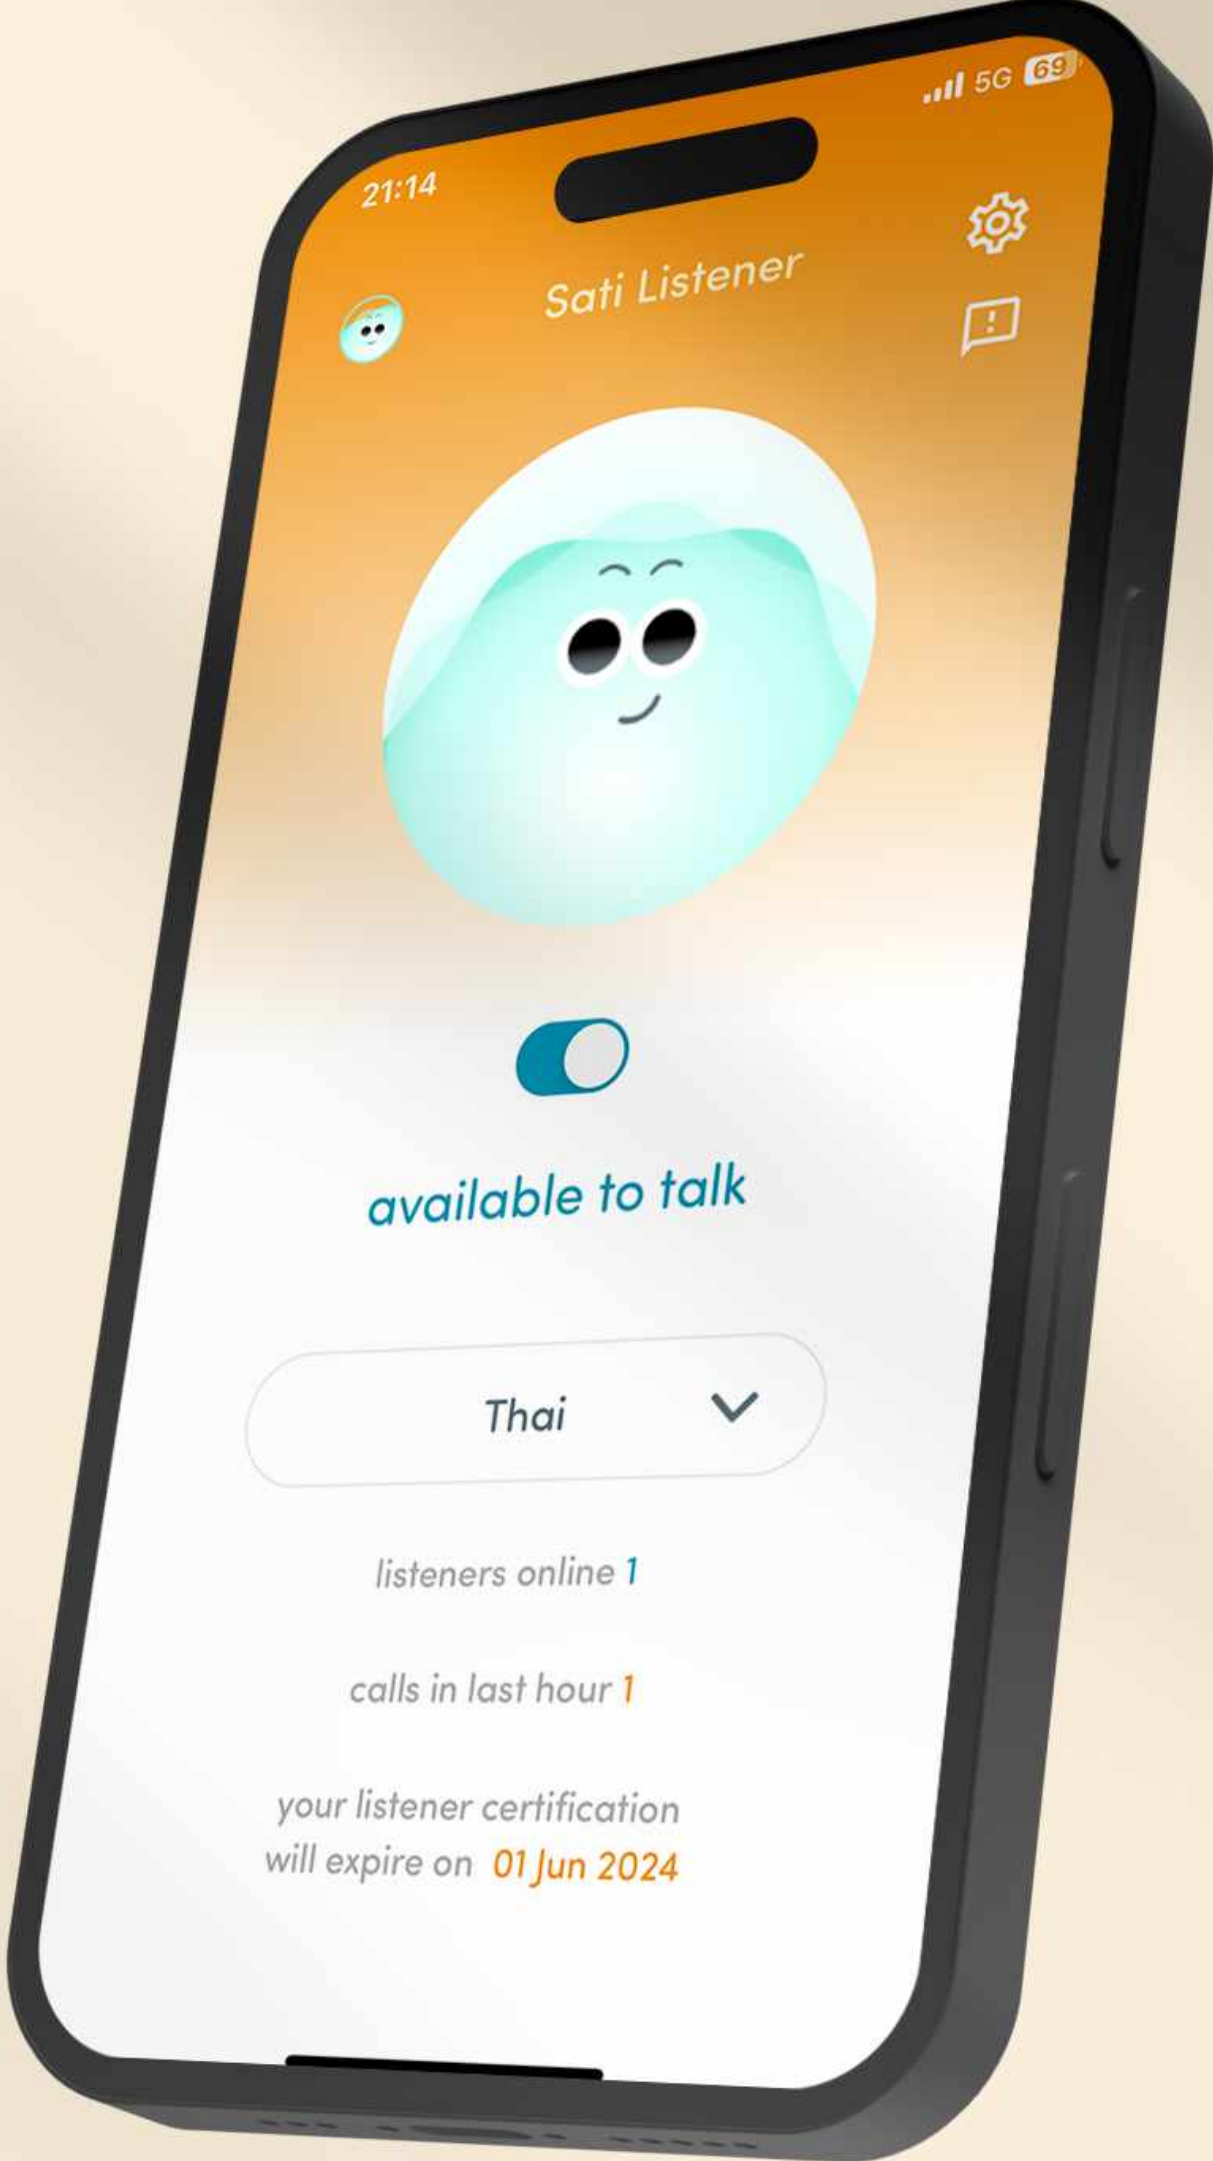 21:14
5G 69
Sati Listener
available to talk
Thai
listeners online 1
calls in last hour 1
your listener certification
will expire on 01 Jun 2024